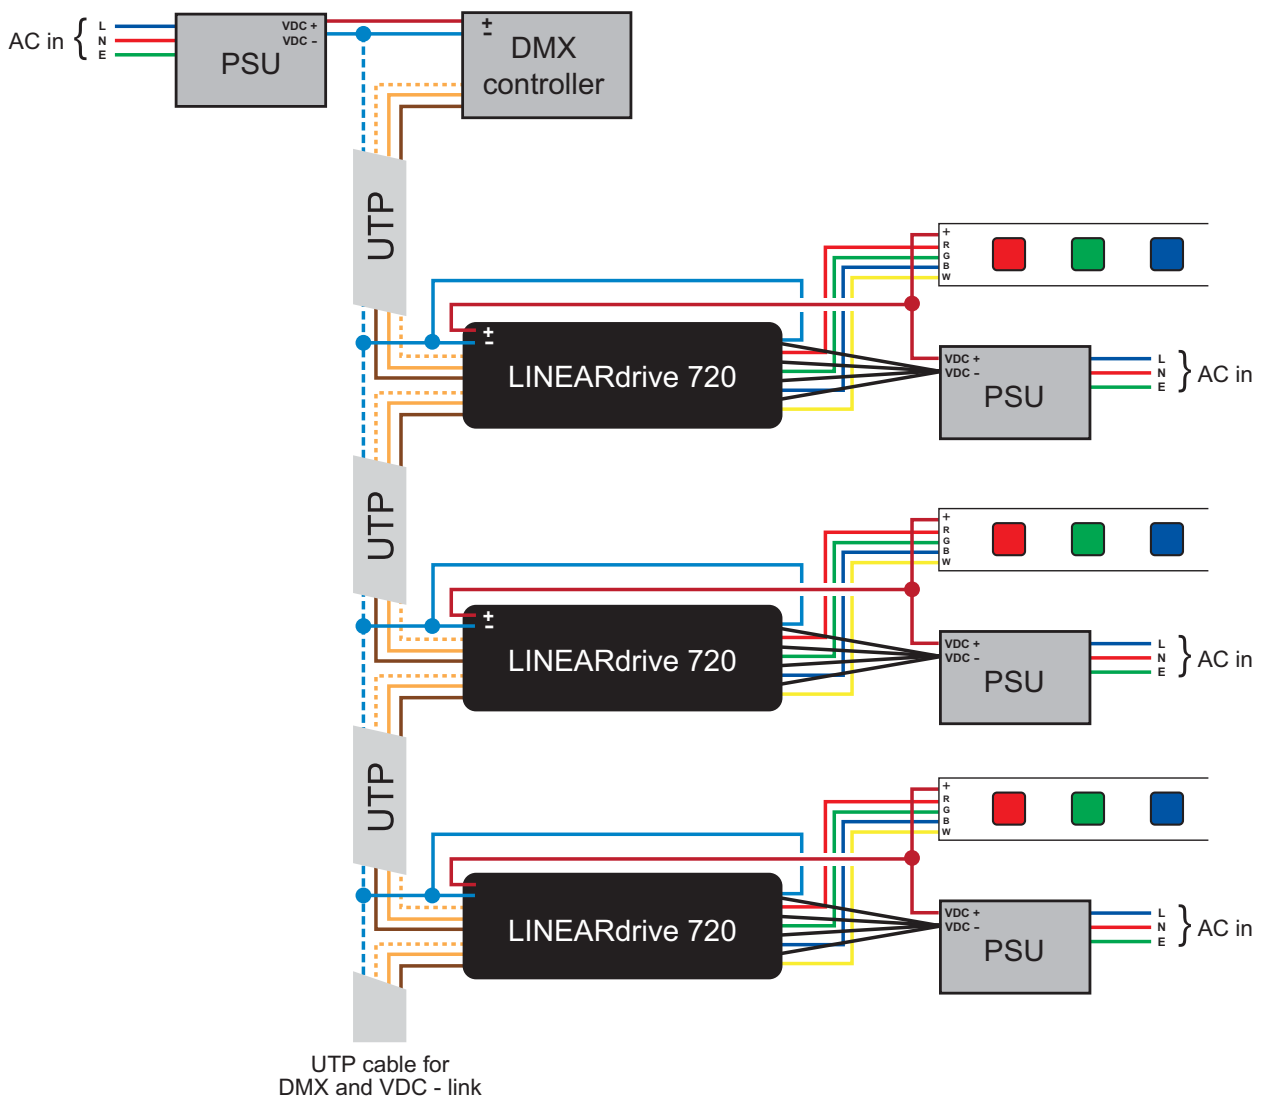 AC in { L
N
E
VDC +
VDC –
PSU
+
–
DMX
controller
UTP
+
R
G
B
W
+
–
LINEARdrive 720
VDC +
VDC –
PSU
L
N
E
} AC in
UTP
+
R
G
B
W
+
–
LINEARdrive 720
VDC +
VDC –
PSU
L
N
E
} AC in
UTP
+
R
G
B
W
LINEARdrive 720
VDC +
VDC –
PSU
L
N
E
} AC in
UTP cable for
DMX and VDC - link